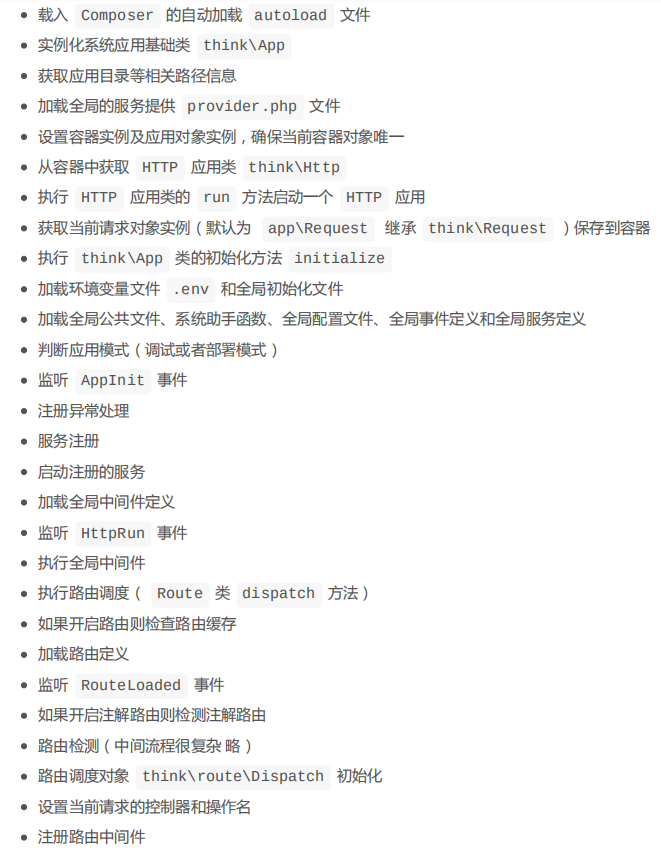 载入 Composer 的自动加载 autoload 文件
实例化系统应用基础类 think\App
获取应用目录等相关路径信息
加载全局的服务提供 provider.php 文件
设置容器实例及应用对象实例，确保当前容器对象唯一
从容器中获取 HTTP 应用类 think\Http
执行 HTTP 应用类的 run 方法启动一个 HTTP 应用
获取当前请求对象实例（默认为 app\Request 继承 think\Request ）保存到容器
执行 think\App 类的初始化方法 initialize
加载环境变量文件 .env 和全局初始化文件
加载全局公共文件、系统助手函数、全局配置文件、全局事件定义和全局服务定义
判断应用模式（调试或者部署模式）
监听 AppInit 事件
注册异常处理
服务注册
启动注册的服务
加载全局中间件定义
监听 HttpRun 事件
执行全局中间件
执行路由调度（ Route 类 dispatch 方法）
如果开启路由则检查路由缓存
加载路由定义
监听 RouteLoaded 事件
如果开启注解路由则检测注解路由
路由检测（中间流程很复杂 略）
路由调度对象 think\route\Dispatch 初始化
设置当前请求的控制器和操作名
注册路由中间件